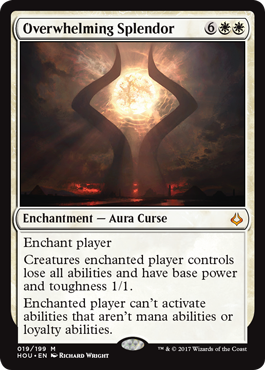 Overwhelming Splendor 6
Enchantment — Aura Curse
Enchant player
Creatures enchanted player controls
lose all abilities and have base power
and toughness 1/1.
Enchanted player can't activate
abilities that aren't mana abilities or
loyalty abilities.
019/199 M
HOU • EN Richard Wright
™ & © 2017 Wizards of the Coast